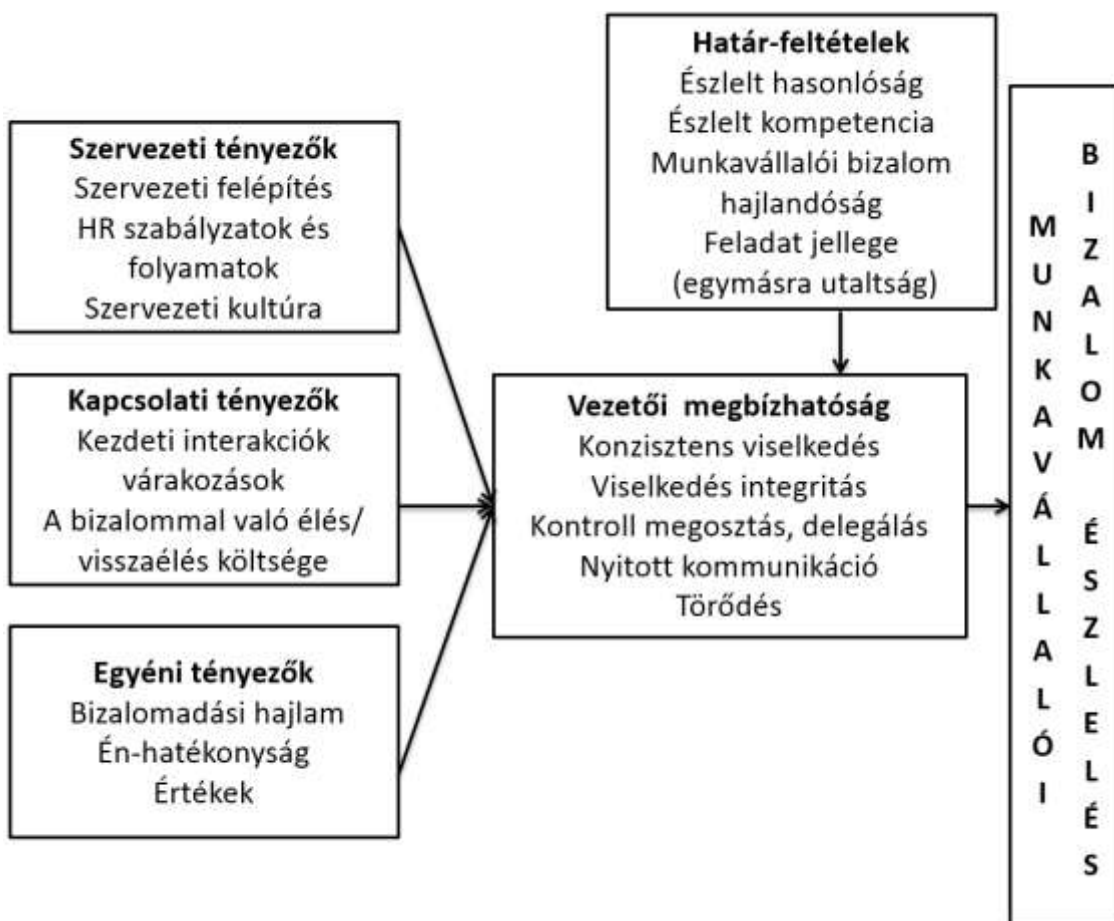 Határ-feltételek
Észlelt hasonlóság
Észlelt kompetencia
Munkavállalói bizalom
hajlandóság
Feladat jellege
(egymásra utaltság)
Szervezeti tényezők
Szervezeti felépítés
HR szabályzatok és
folyamatok
Szervezeti kultúra
Kapcsolati tényezők
Kezdeti interakciók
várakozások
A bizalommal való élés/
visszaélés költsége
Egyéni tényezők
Bizalomadási hajlam
Én-hatékonyság
Értékek
Vezetői megbízhatóság
Konzisztens viselkedés
Viselkedés integritás
Kontroll megosztás, delegálás
Nyitott kommunikáció
Törődés
MUNKAVÁLLALÓI
BIZALOM ÉSZLELÉS